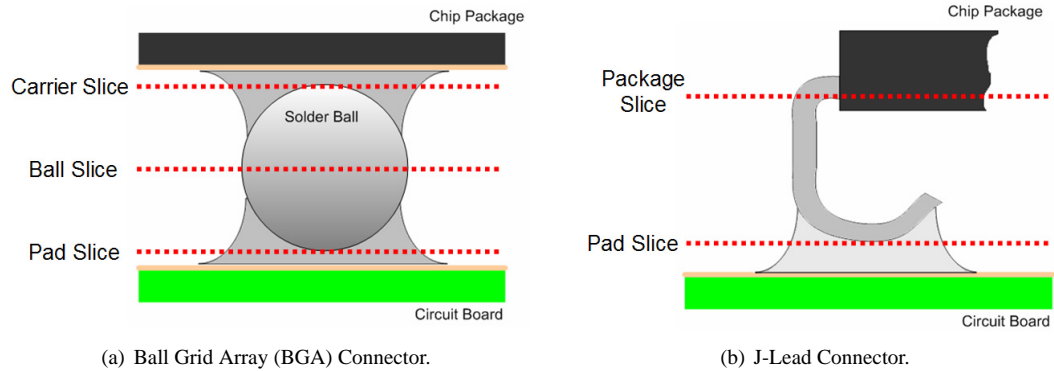 Chip Package
Carrier Slice
Solder Ball
Ball Slice
Pad Slice
Circuit Board
(a) Ball Grid Array (BGA) Connector.
Chip Package
Package
Slice
Pad Slice
Circuit Board
(b) J-Lead Connector.